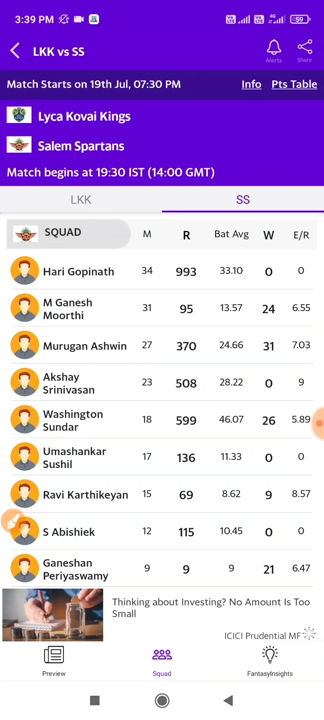 3:39 PM
59
LKK vs SS
Alerts
Share
Match Starts on 19th Jul, 07:30 PM Info Pts Table
Lyca Kovai Kings
Salem Spartans
Match begins at 19:30 IST (14:00 GMT)
LKK SS
SQUAD M R Bat Avg W E/R
Hari Gopinath 34 993 33.10 0 0
M Ganesh
Moorthi 31 95 13.57 24 6.55
Murugan Ashwin 27 370 24.66 31 7.03
Akshay
Srinivasan 23 508 28.22 0 9
Washington
Sundar 18 599 46.07 26 5.89
Umashankar
Sushil 17 136 11.33 0 0
Ravi Karthikeyan 15 69 8.62 9 8.57
S Abishiek 12 115 10.45 0 0
Ganeshan
Periyaswamy 9 9 9 21 6.47
Thinking about Investing? No Amount Is Too
Small
ICICI Prudential MF
Preview Squad FantasyInsights